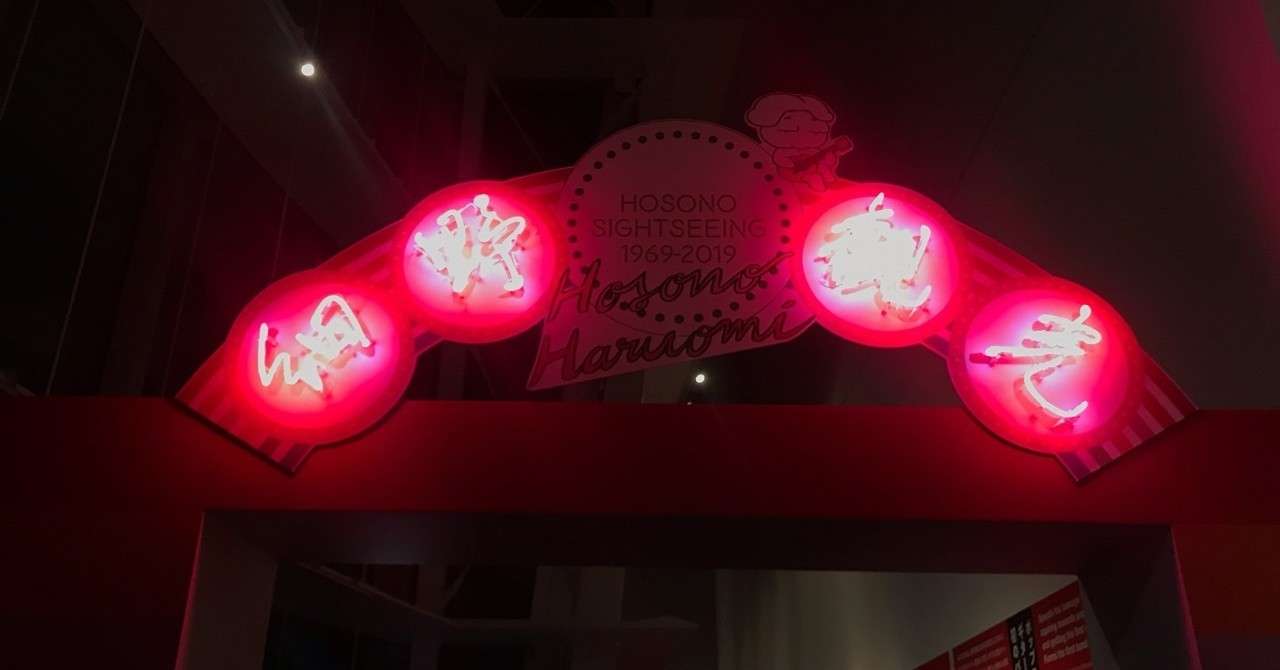 細野観光
HOSONO
SIGHTSEEING
1969-2019
Hosono
Haruomi